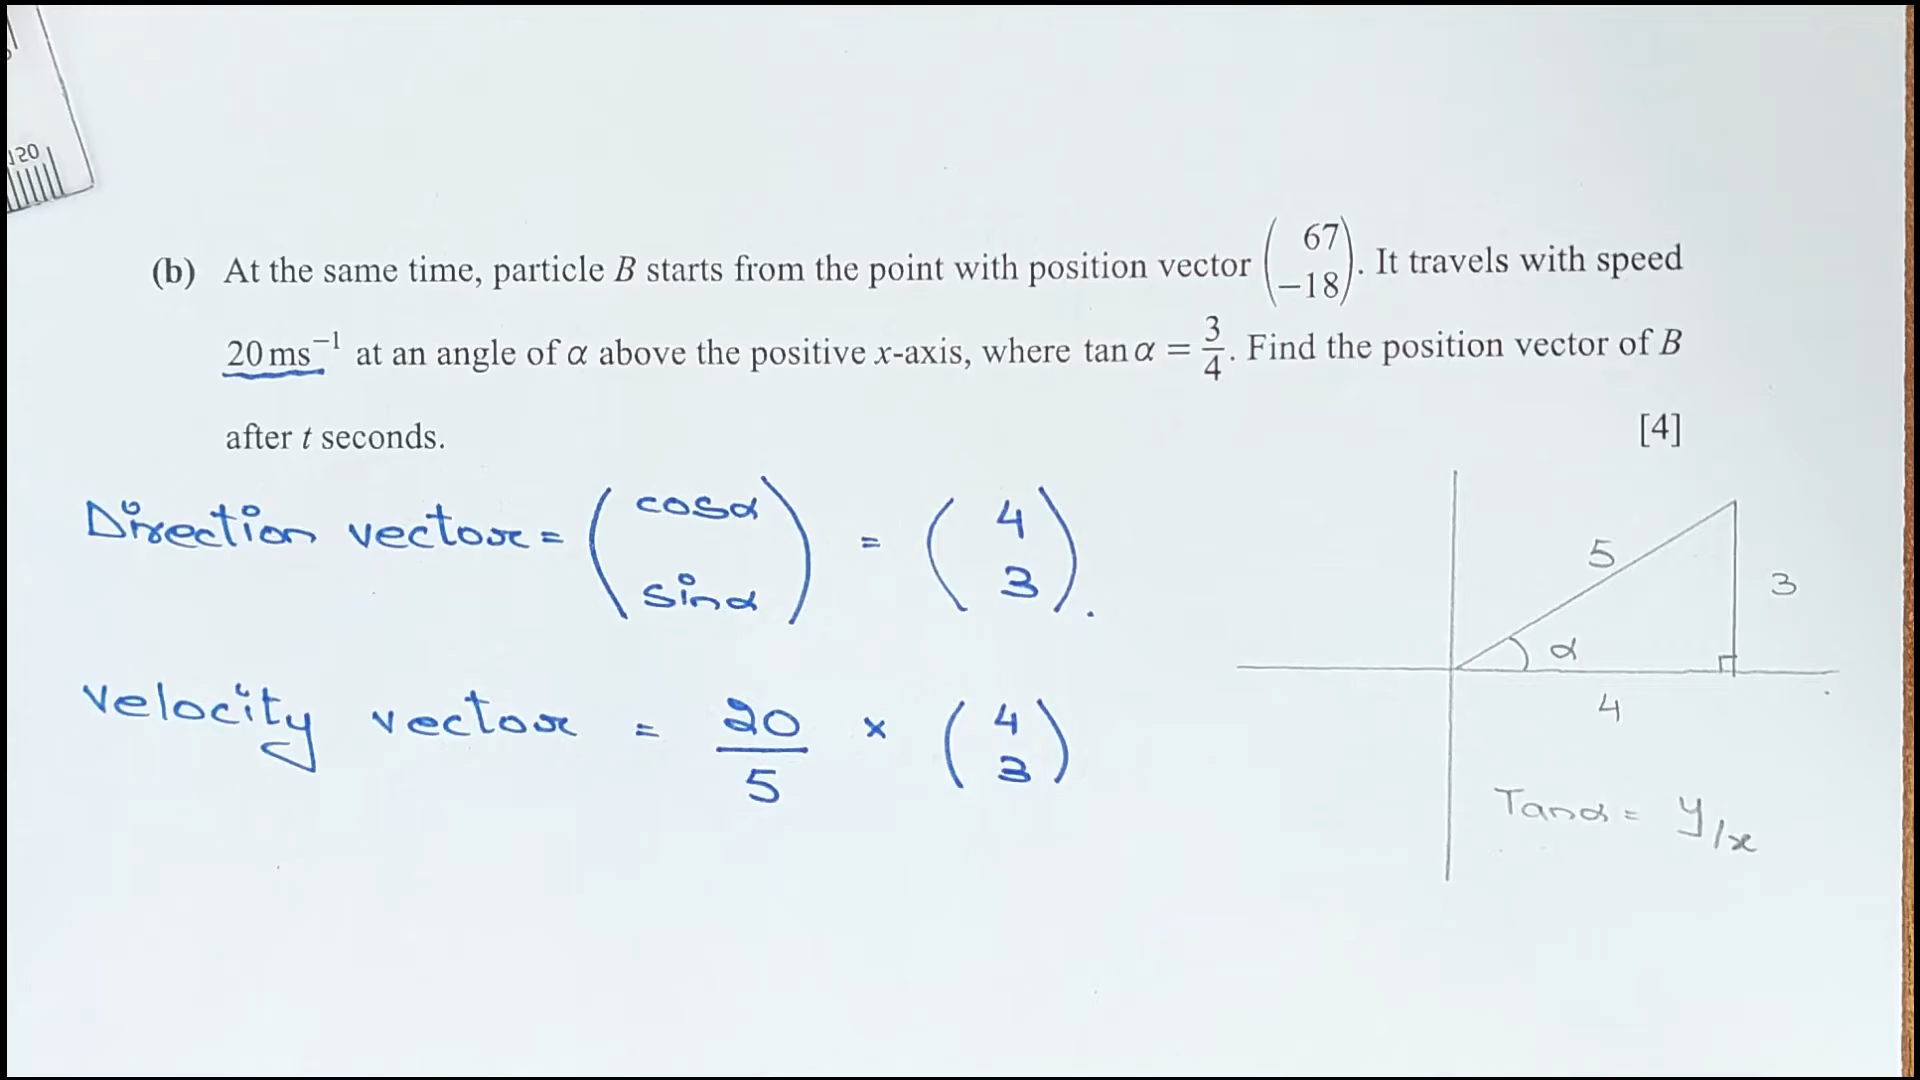 120
(b) At the same time, particle B starts from the point with position vector (67 −18). It travels with speed
20 ms⁻¹ at an angle of α above the positive x-axis, where tan α = 3/4. Find the position vector of B
after t seconds. [4]
Direction vector = (cosα sinα) = (4 3).
velocity vector = 20/5 × (4 3)
5
3
α
4
Tanα = y/x